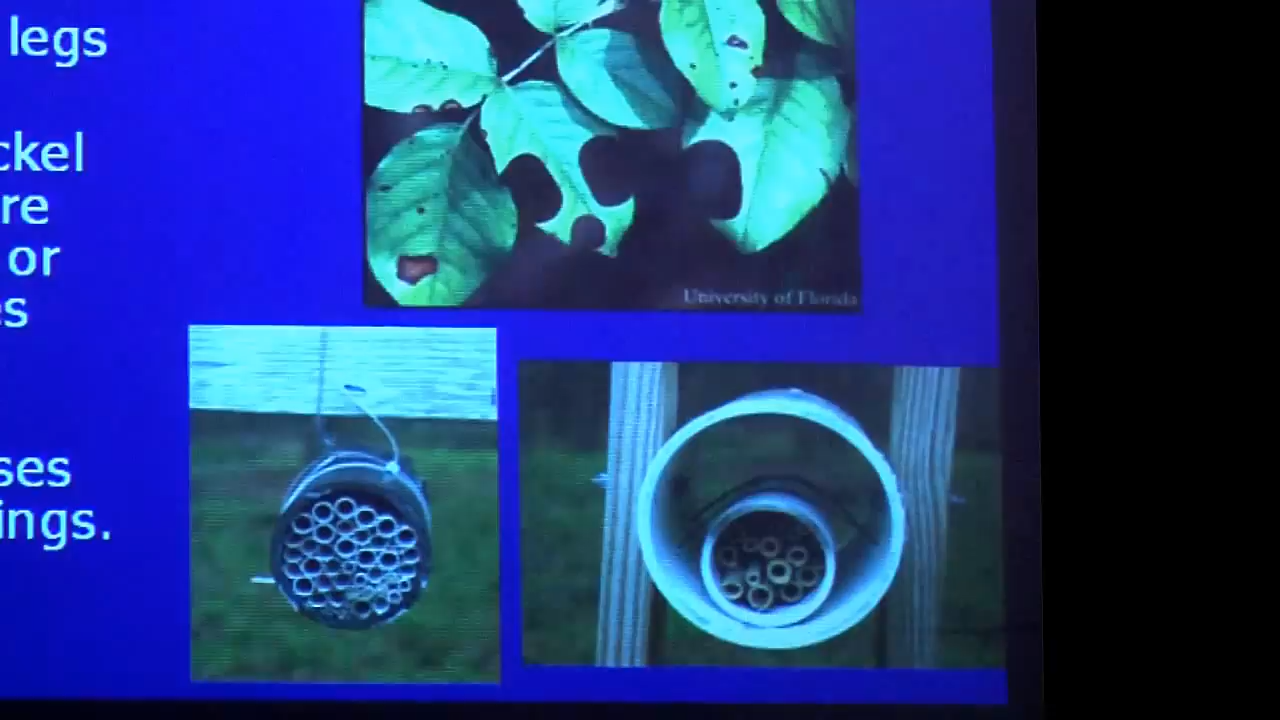 legs
ckel
re
or
es
ses
ings.
University of Florida